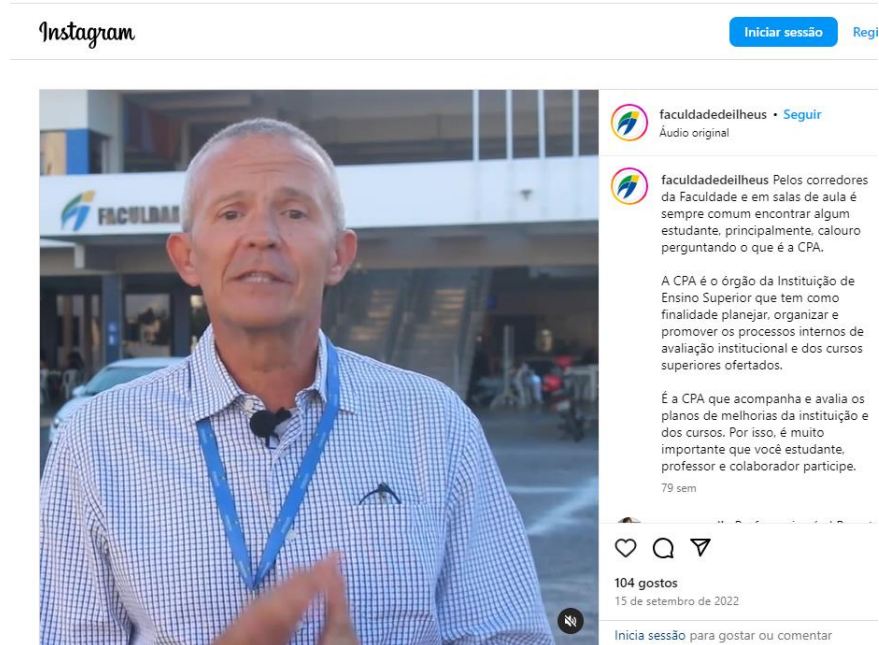 Instagram
Iniciar sessão
faculdadedeilheus • Seguir
Áudio original
FACULDA
faculdadedeilheus Pelos corredores
da Faculdade e em salas de aula é
sempre comum encontrar algum
estudante, principalmente, calouro
perguntando o que é a CPA.
A CPA é o órgão da Instituição de
Ensino Superior que tem como
finalidade planejar, organizar e
promover os processos internos de
avaliação institucional e dos cursos
superiores ofertados.
É a CPA que acompanha e avalia os
planos de melhorias da instituição e
dos cursos. Por isso, é muito
importante que você estudante,
professor e colaborador participe.
79 sem
104 gostos
15 de setembro de 2022
Inicia sessão para gostar ou comentar